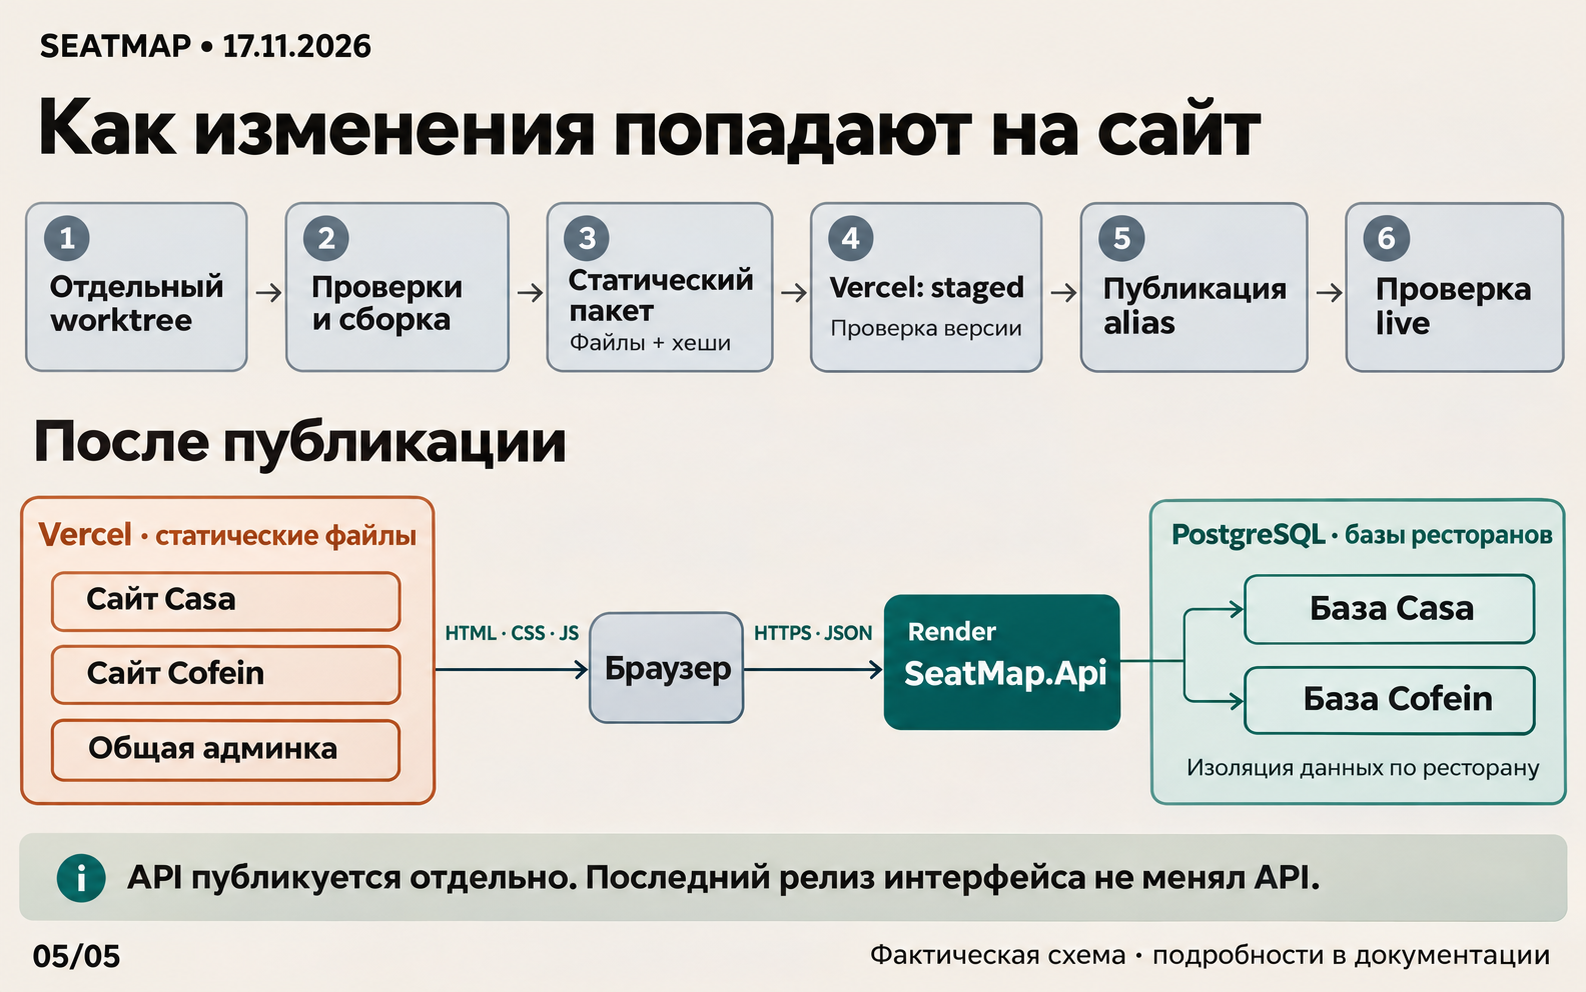 SEATMAP • 17.11.2026
Как изменения попадают на сайт
1
Отдельный
worktree
2
Проверки
и сборка
3
Статический
пакет
Файлы + хеши
4
Vercel: staged
Проверка версии
5
Публикация
alias
6
Проверка
live
После публикации
Vercel · статические файлы
Сайт Casa
Сайт Cofein
Общая админка
HTML · CSS · JS
Браузер
HTTPS · JSON
Render
SeatMap.Api
PostgreSQL · базы ресторанов
База Casa
База Cofein
Изоляция данных по ресторану
i
API публикуется отдельно. Последний релиз интерфейса не менял API.
05/05
Фактическая схема · подробности в документации